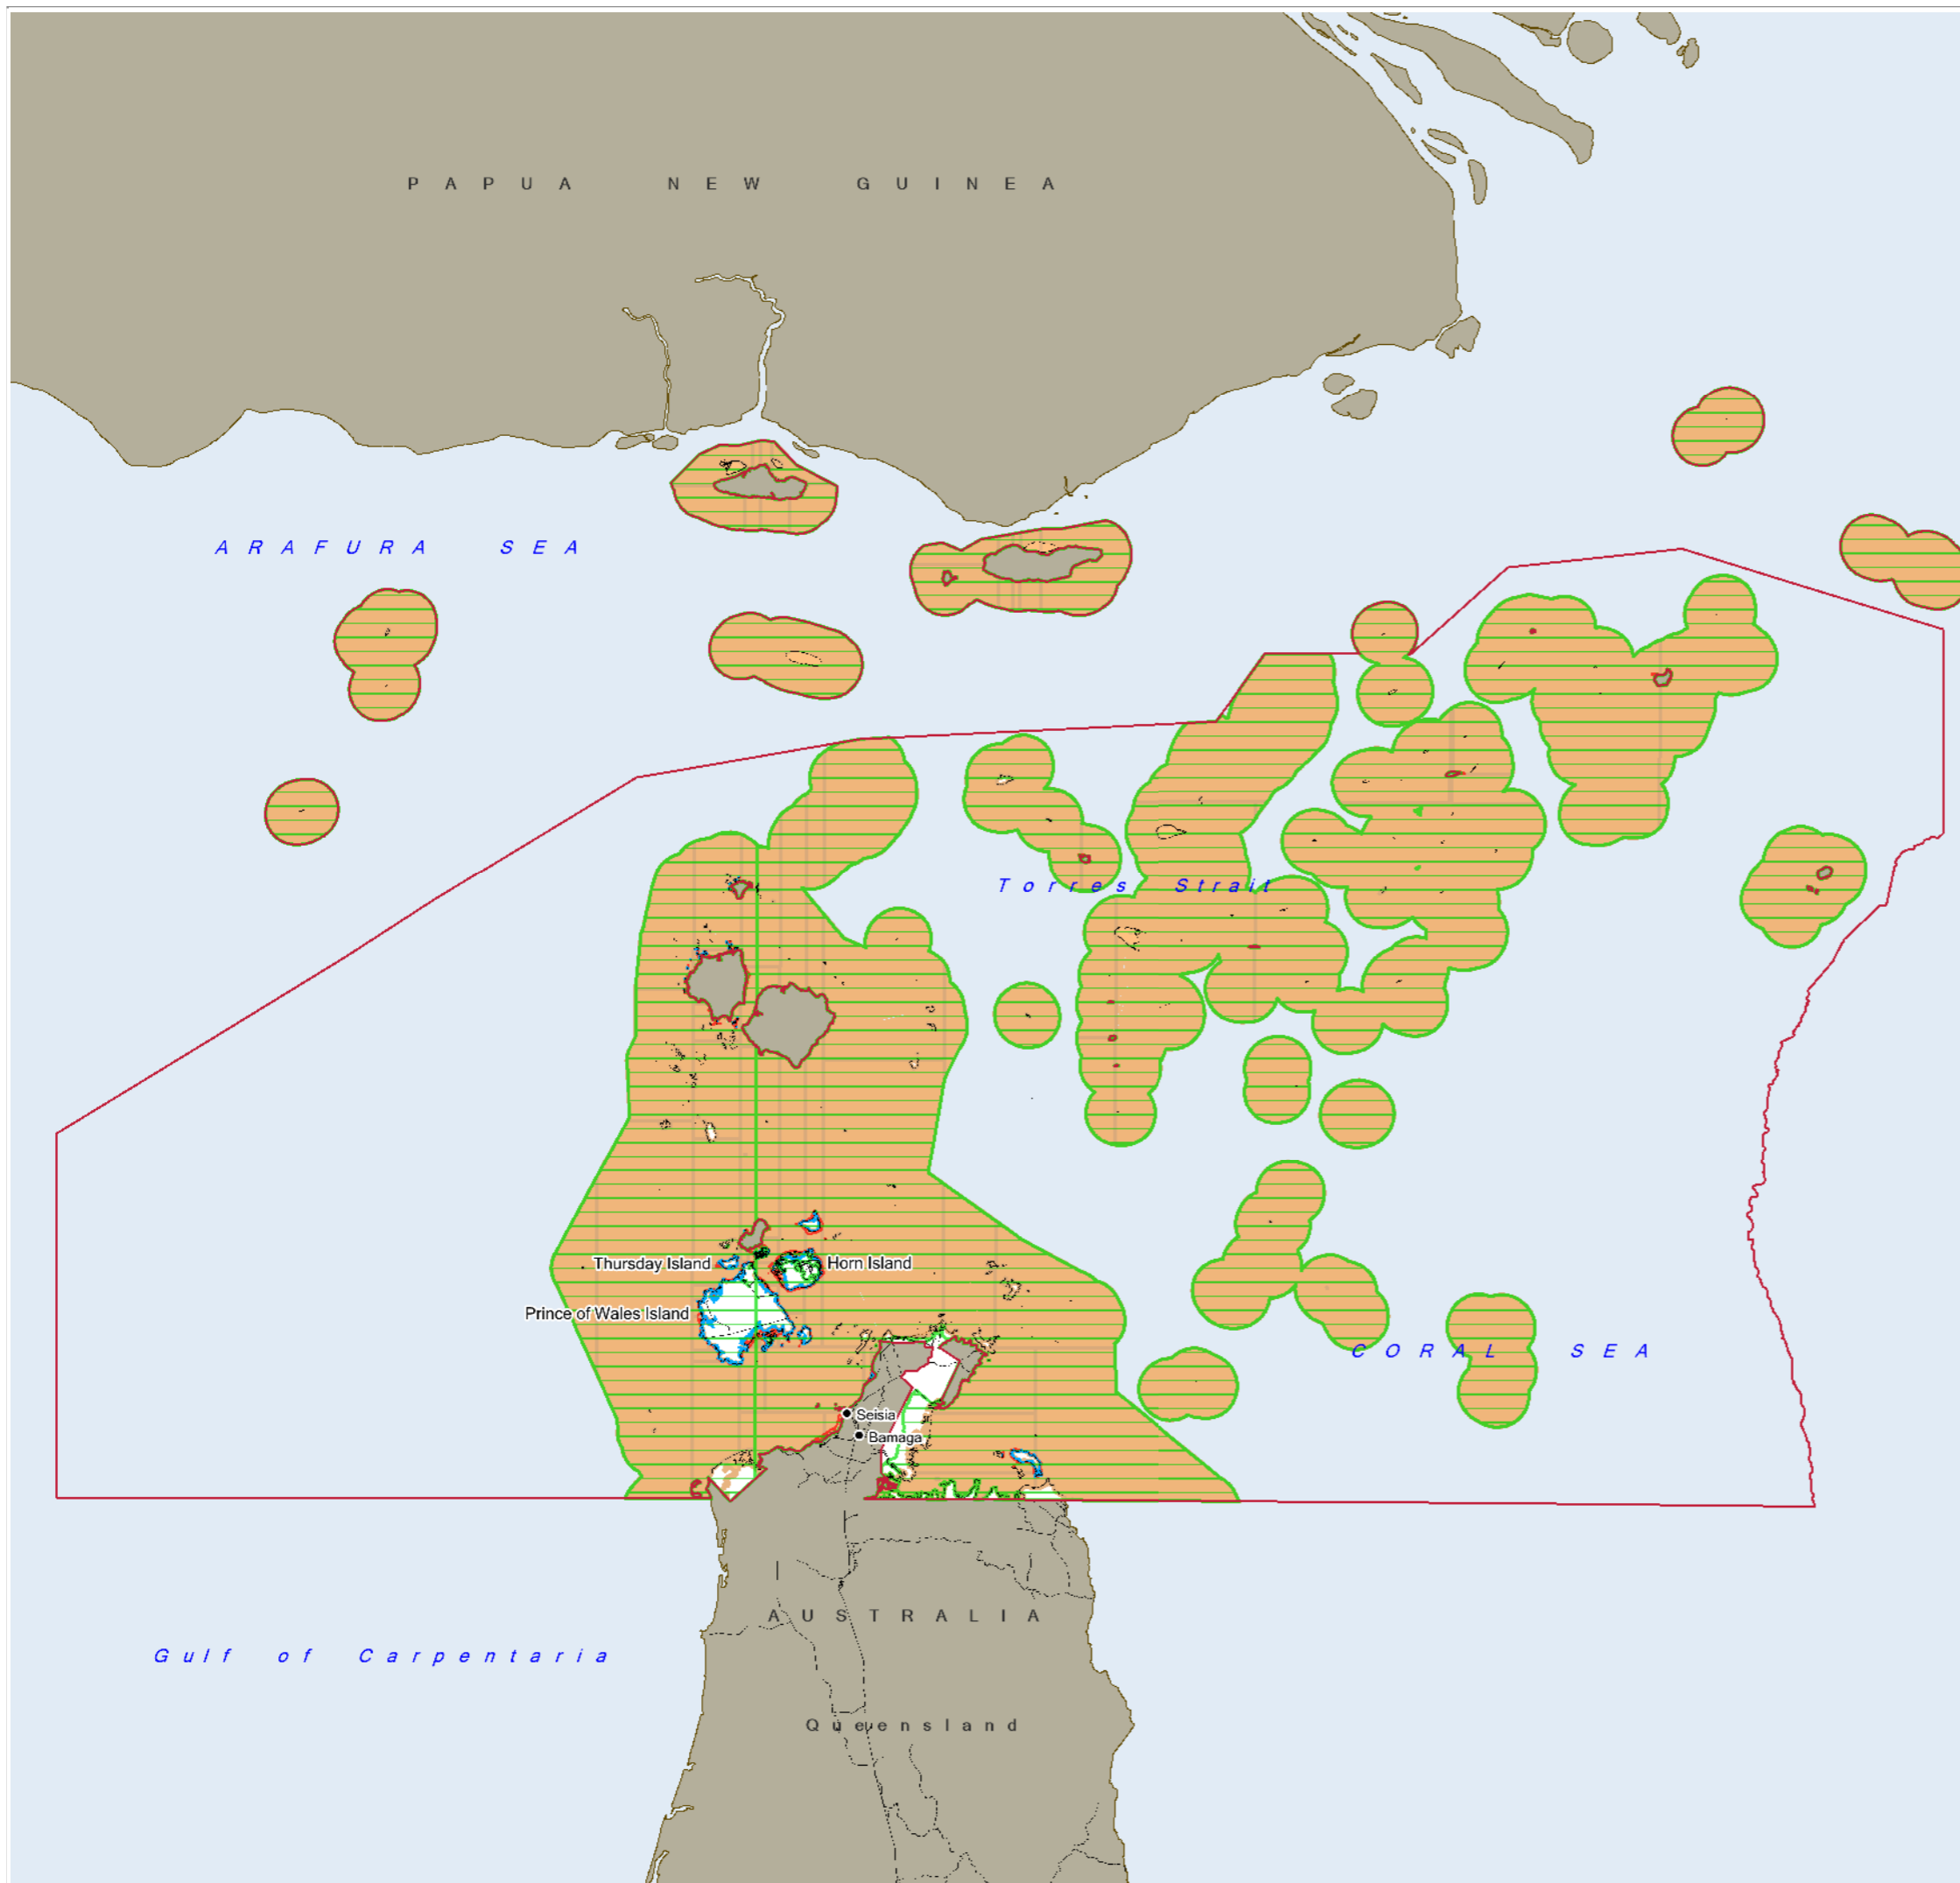 PAPUA NEW GUINEA
ARAFURA SEA
Torres Strait
Thursday Island
Horn Island
Prince of Wales Island
CORAL SEA
Seisia
Bamaga
AUSTRALIA
Gulf of Carpentaria
Queensland